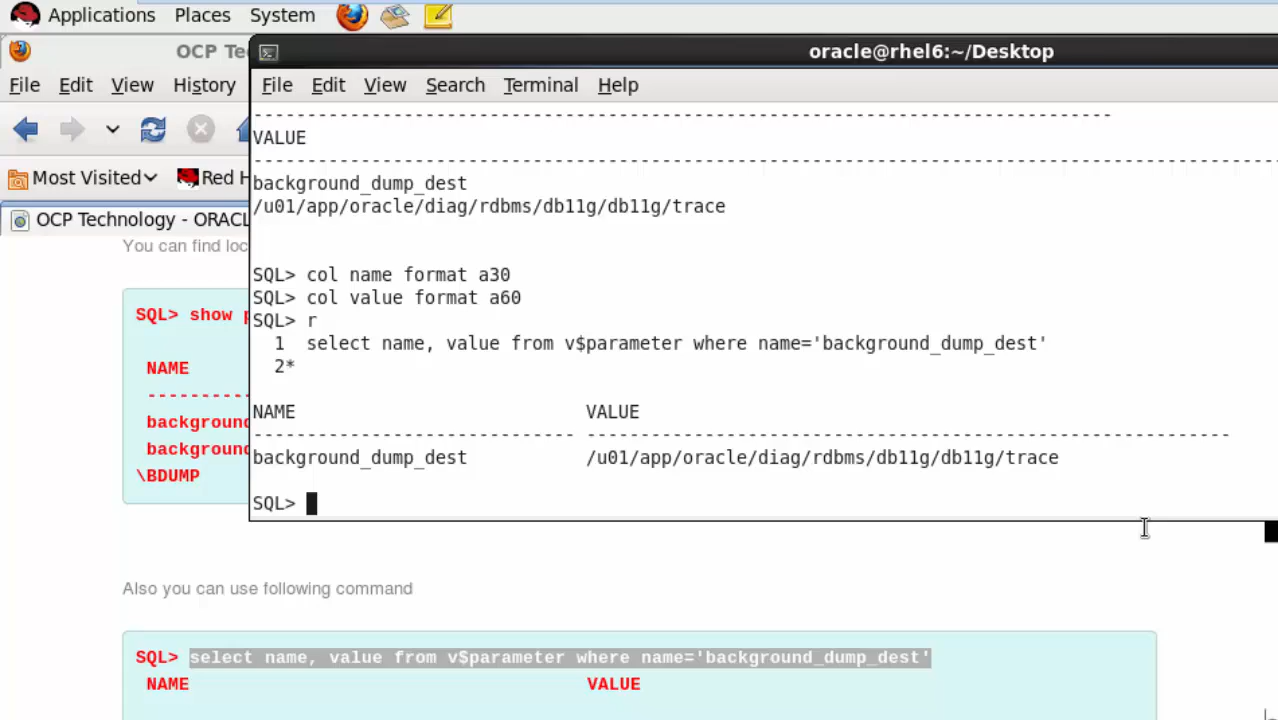 Applications Places System
OCP Te
oracle@rhel6:~/Desktop
File Edit View History
File Edit View Search Terminal Help
Most Visited Red H
OCP Technology - ORACL
You can find loc
SQL> show p
NAME
----------
background
background
\BDUMP
--------------------------------------------------------------------------------
VALUE
------------------------------------------------------------------------------------------------
background_dump_dest
/u01/app/oracle/diag/rdbms/db11g/db11g/trace
SQL> col name format a30
SQL> col value format a60
SQL> r
1 select name, value from v$parameter where name='background_dump_dest'
2*
NAME VALUE
------------------------------ ------------------------------------------------------------
background_dump_dest /u01/app/oracle/diag/rdbms/db11g/db11g/trace
SQL>
Also you can use following command
SQL> select name, value from v$parameter where name='background_dump_dest'
NAME VALUE